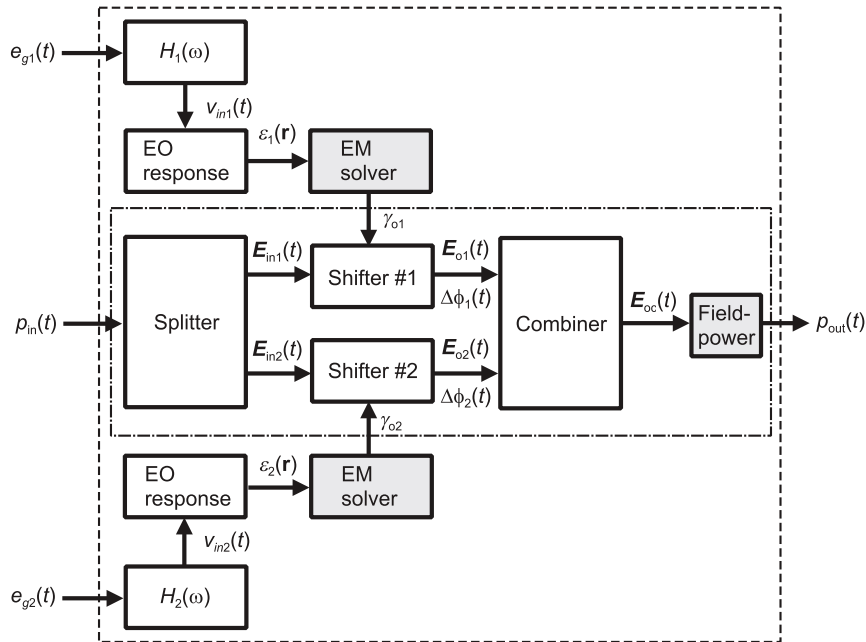 e_g1(t)
H_1(ω)
v_in1(t)
EO
response
ε_1(r)
EM
solver
γ_o1
p_in(t)
Splitter
E_in1(t)
Shifter #1
E_o1(t)
Δϕ_1(t)
E_in2(t)
Shifter #2
E_o2(t)
Δϕ_2(t)
Combiner
E_oc(t)
Field-
power
p_out(t)
γ_o2
EO
response
ε_2(r)
EM
solver
v_in2(t)
e_g2(t)
H_2(ω)